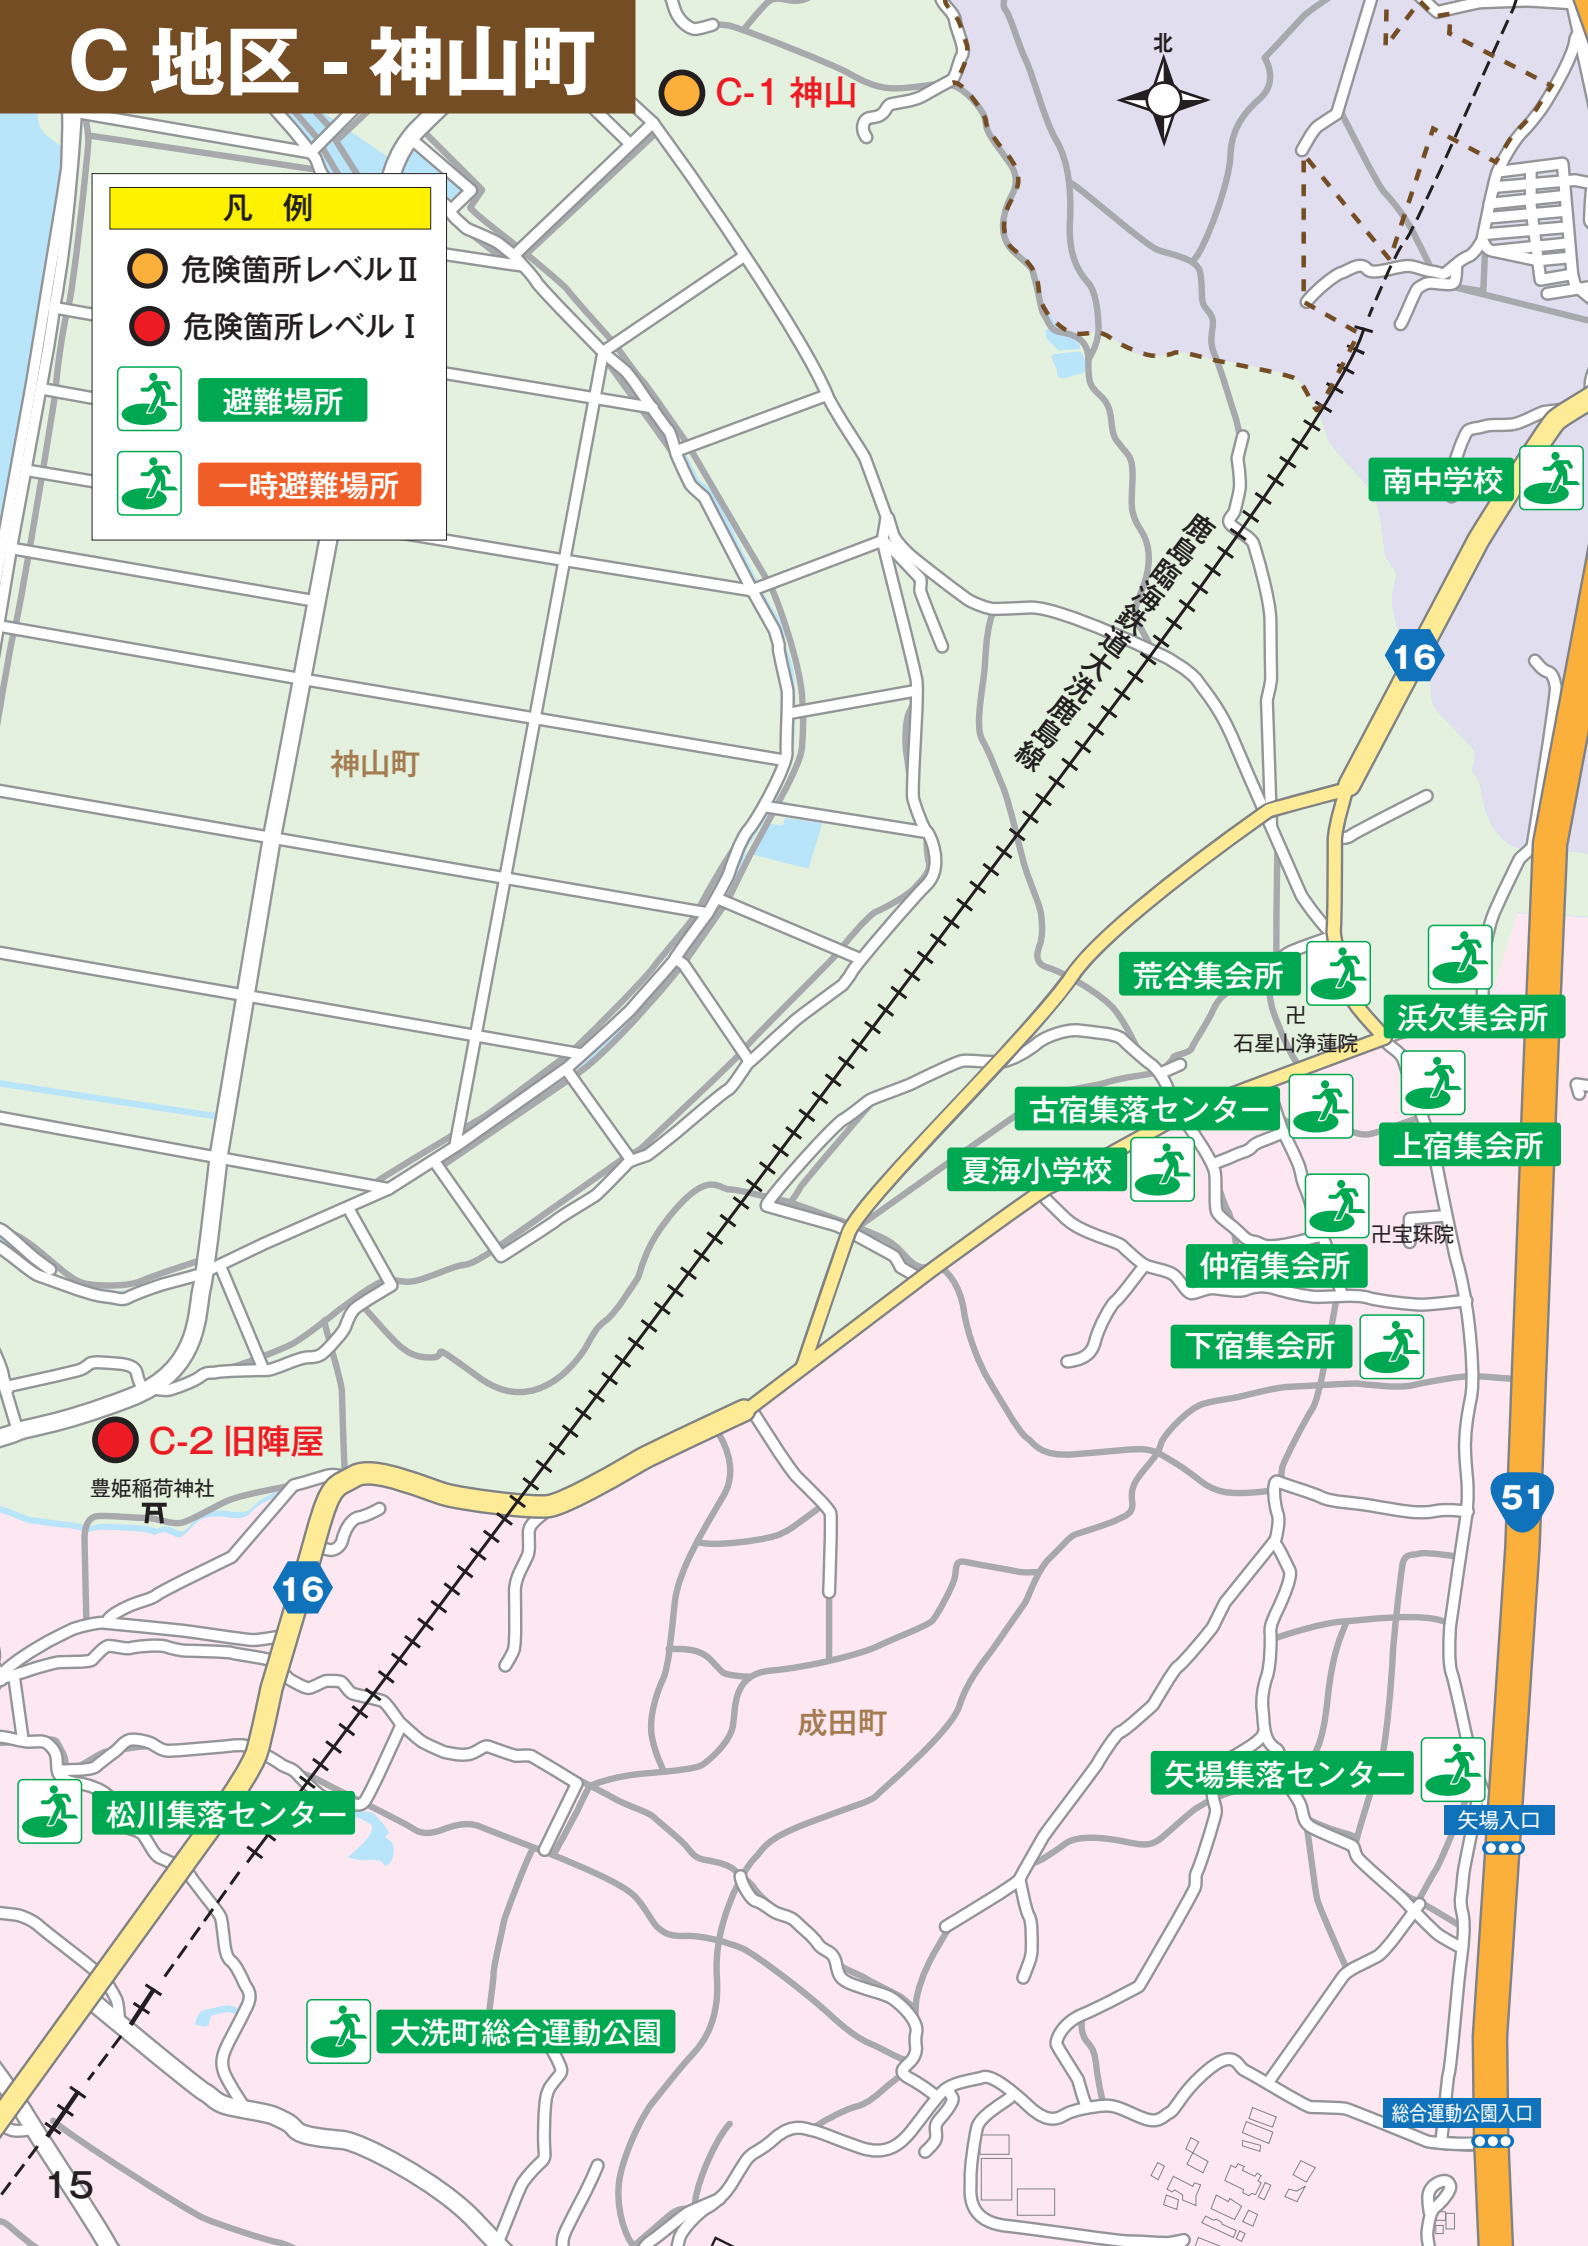 C 地区 - 神山町
C-1 神山
北
凡 例
危険箇所レベルⅡ
危険箇所レベルⅠ
避難場所
一時避難場所
南中学校
鹿島臨海鉄道大洗鹿島線
16
神山町
荒谷集会所
浜欠集会所
卍
石星山浄蓮院
古宿集落センター
上宿集会所
夏海小学校
卍宝珠院
仲宿集会所
下宿集会所
C-2 旧陣屋
豊姫稲荷神社
51
16
成田町
矢場集落センター
松川集落センター
矢場入口
大洗町総合運動公園
総合運動公園入口
15